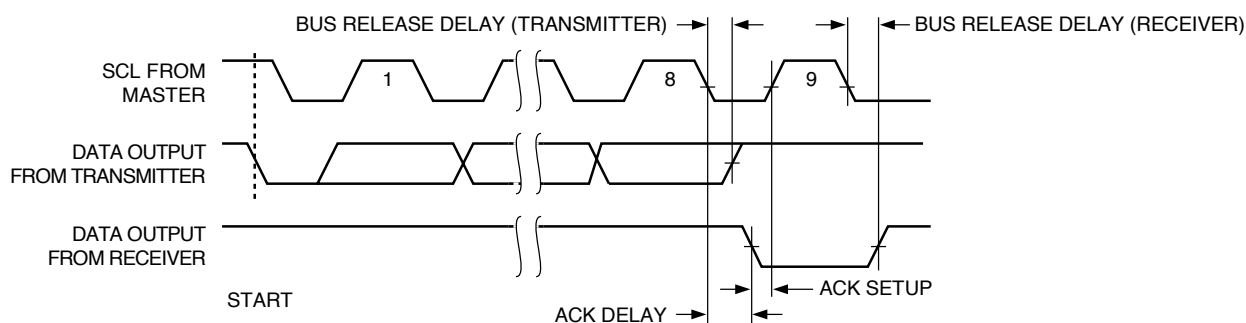 BUS RELEASE DELAY (TRANSMITTER)
BUS RELEASE DELAY (RECEIVER)
SCL FROM
MASTER
1
8
9
DATA OUTPUT
FROM TRANSMITTER
DATA OUTPUT
FROM RECEIVER
START
ACK SETUP
ACK DELAY